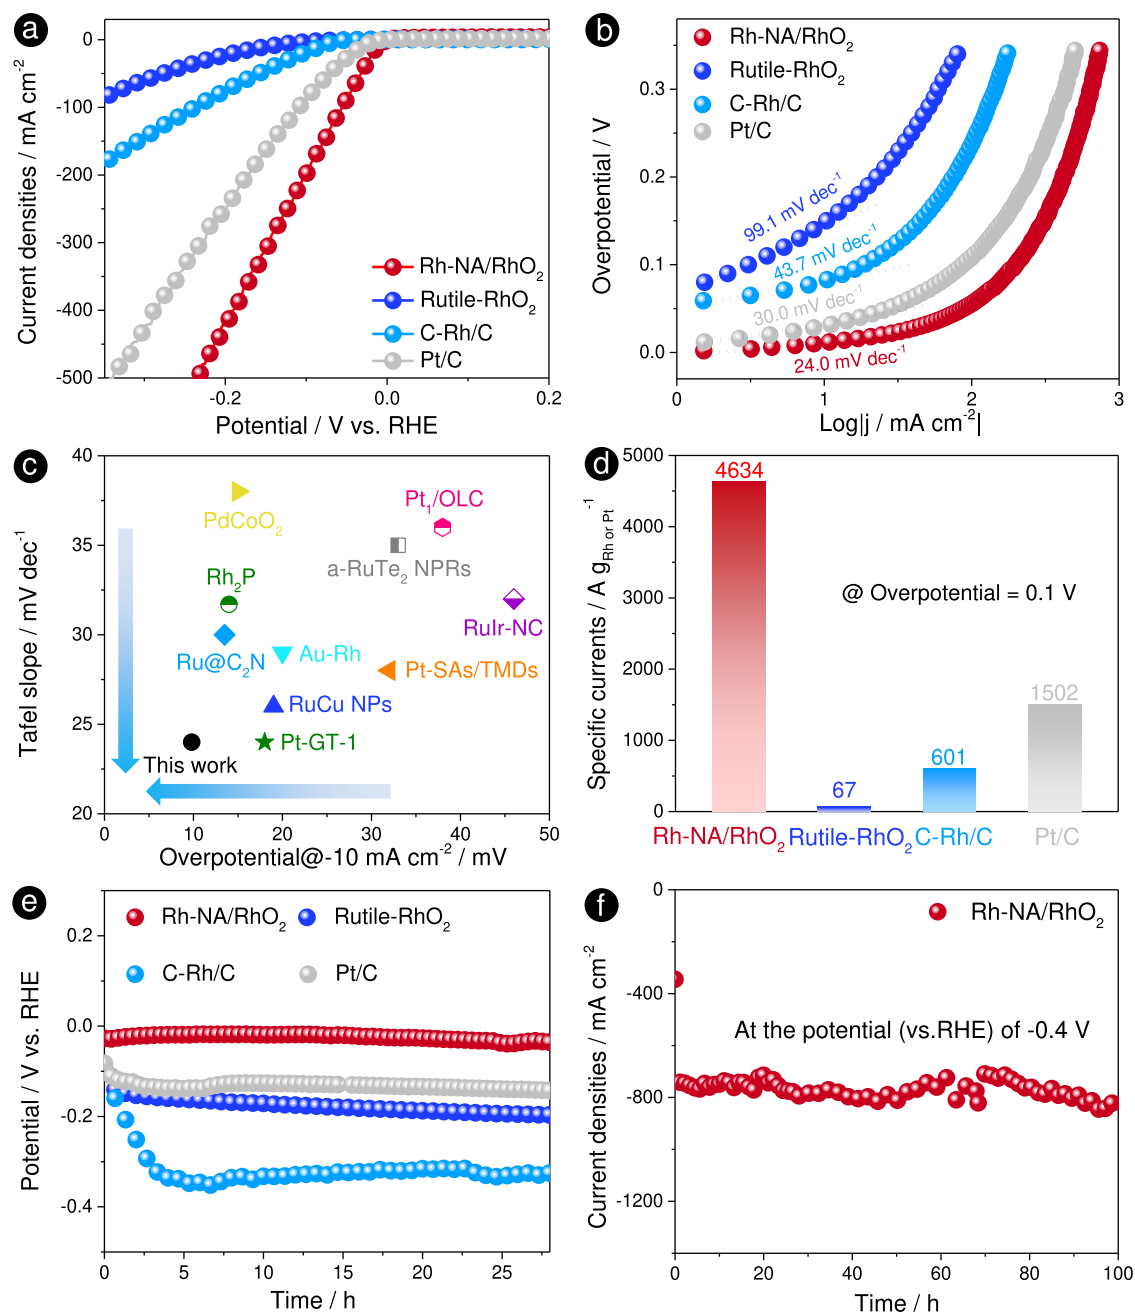 a
0
-100
-200
-300
-400
-500
-0.2
0.0
0.2
Current densities / mA cm⁻²
Potential / V vs. RHE
Rh-NA/RhO₂
Rutile-RhO₂
C-Rh/C
Pt/C
b
Rh-NA/RhO₂
Rutile-RhO₂
C-Rh/C
Pt/C
0.3
0.2
0.1
0.0
0
1
2
3
Overpotential / V
Log|j / mA cm⁻²|
99.1 mV dec⁻¹
43.7 mV dec⁻¹
30.0 mV dec⁻¹
24.0 mV dec⁻¹
c
40
35
30
25
20
0
10
20
30
40
50
Tafel slope / mV dec⁻¹
Overpotential@-10 mA cm⁻² / mV
PdCoO₂
Pt₁/OLC
a-RuTe₂ NPRs
Rh₂P
RuIr-NC
Ru@C₂N
Au-Rh
Pt-SAs/TMDs
RuCu NPs
Pt-GT-1
This work
d
5000
4000
3000
2000
1000
0
Specific currents / A g_Rh or Pt⁻¹
4634
67
601
1502
@ Overpotential = 0.1 V
Rh-NA/RhO₂
Rutile-RhO₂
C-Rh/C
Pt/C
e
Rh-NA/RhO₂
Rutile-RhO₂
C-Rh/C
Pt/C
0.2
0.0
-0.2
-0.4
0
5
10
15
20
25
Potential / V vs. RHE
Time / h
f
Rh-NA/RhO₂
0
-400
-800
-1200
0
20
40
60
80
100
Current densities / mA cm⁻²
At the potential (vs.RHE) of -0.4 V
Time / h